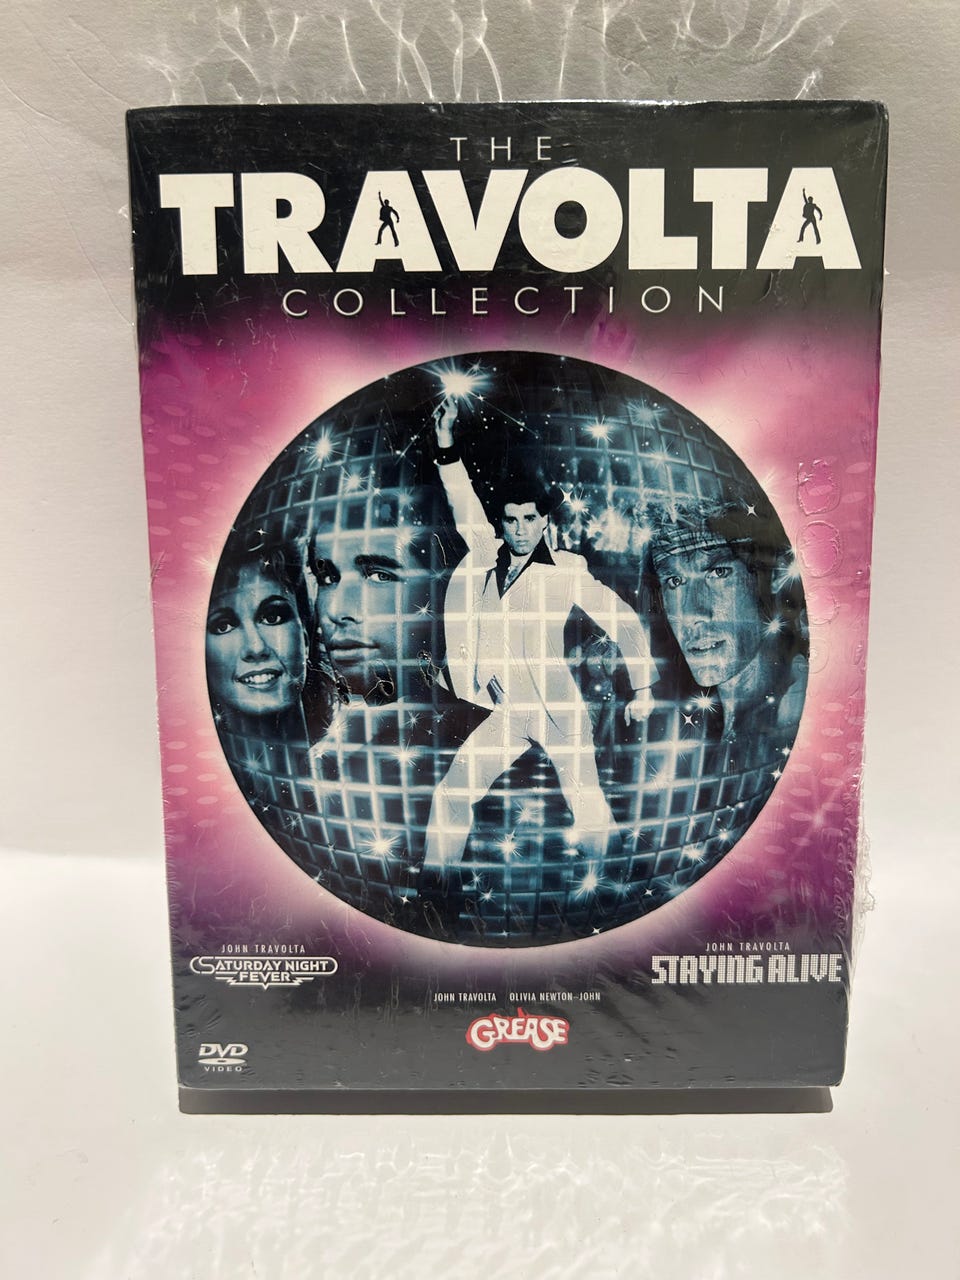 THE
TRAVOLTA
COLLECTION
JOHN TRAVOLTA
SATURDAY NIGHT
FEVER
JOHN TRAVOLTA
STAYING ALIVE
JOHN TRAVOLTA OLIVIA NEWTON-JOHN
GREASE
DVD
VIDEO